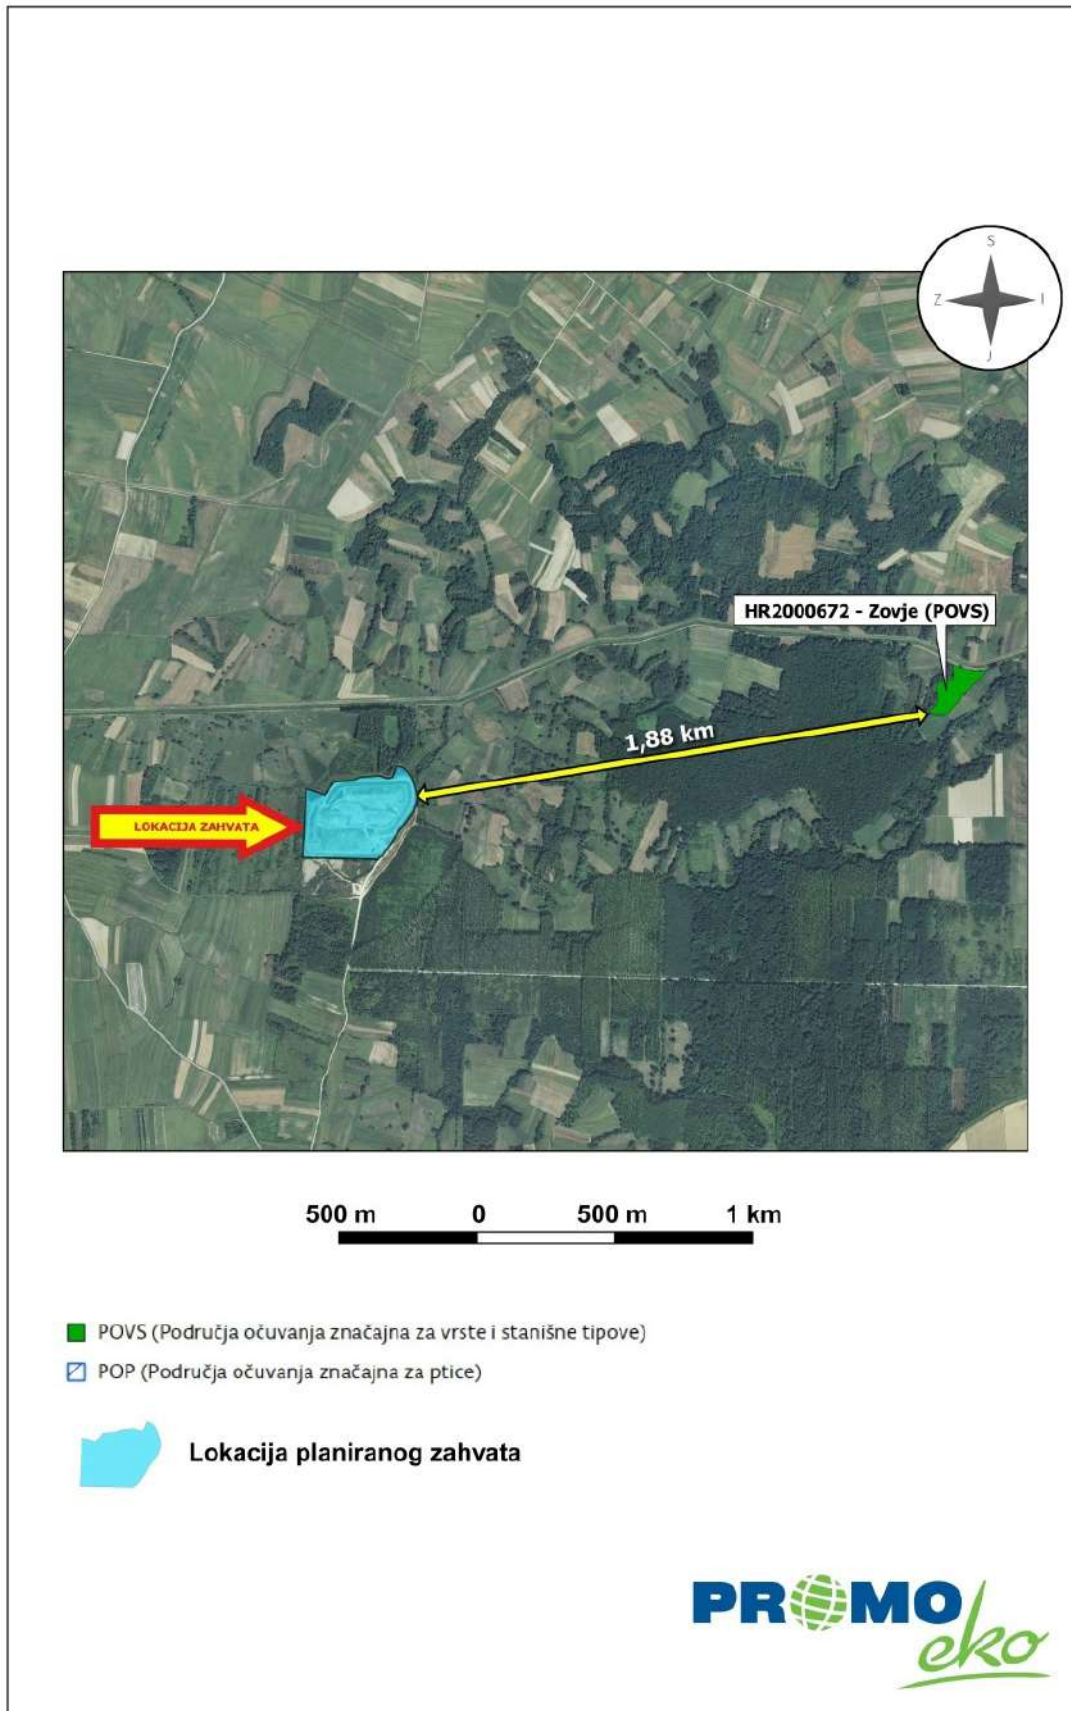 S
Z I
J
HR2000672 - Zovje (POVS)
1,88 km
LOKACIJA ZAHVATA
500 m 0 500 m 1 km
POVS (Područja očuvanja značajna za vrste i stanišne tipove)
POP (Područja očuvanja značajna za ptice)
Lokacija planiranog zahvata
PROMO
eko